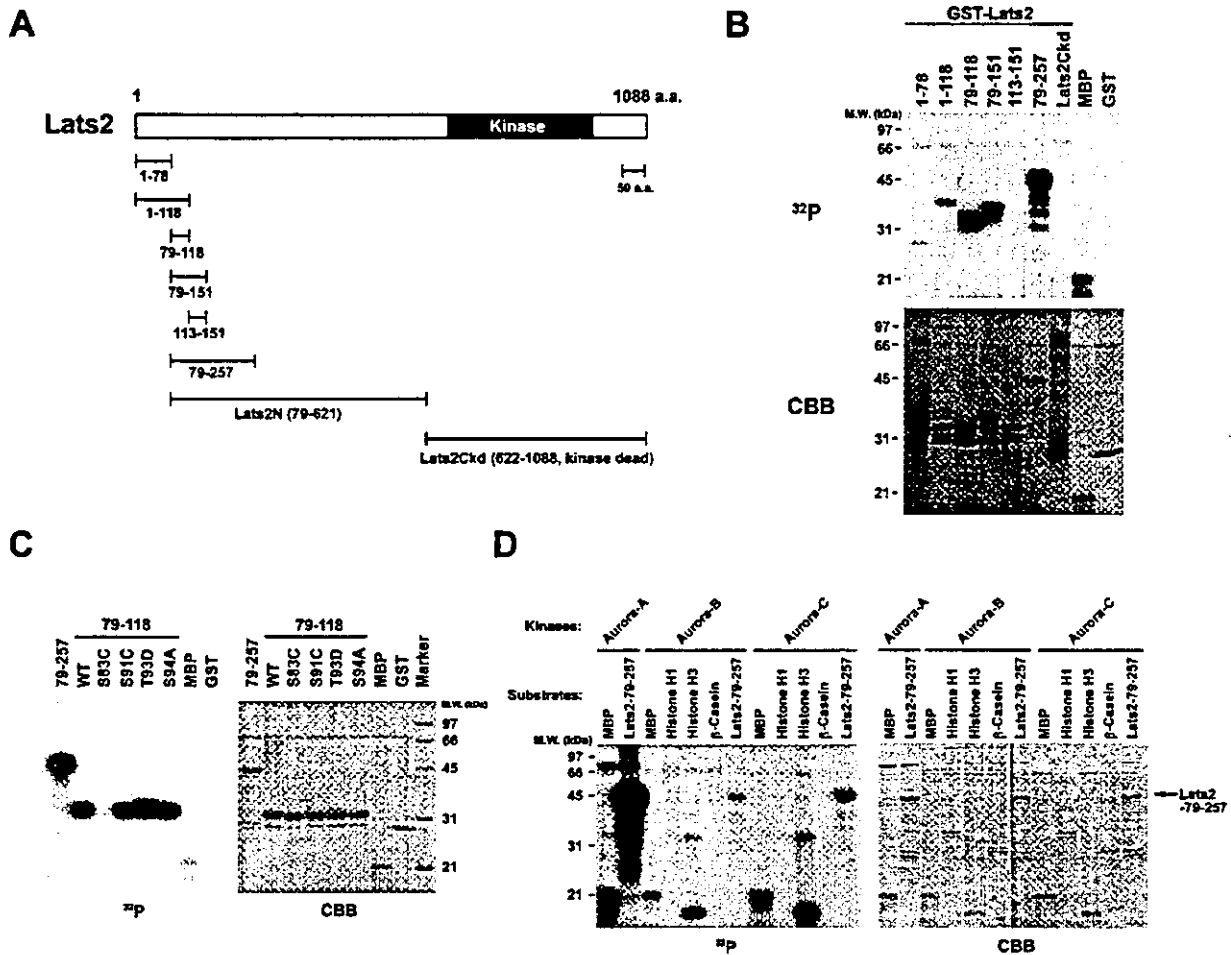 A
1
1088 a.a.
Lats2
Kinase
1-78
50 a.a.
1-118
79-118
79-151
113-151
79-257
Lats2N (79-621)
Lats2Ckd (622-1088, kinase dead)
B
GST-Lats2
1-78
1-118
79-118
79-151
113-151
79-257
Lats2Ckd
MBP
GST
M.W. (kDa)
97
66
45
31
21
32P
97
66
45
31
21
CBB
C
79-118
79-257
WT
S83C
S91C
T93D
S94A
MBP
GST
32P
79-118
79-257
WT
S83C
S91C
T93D
S94A
MBP
GST
Marker
M.W. (kDa)
97
66
45
31
21
CBB
D
Kinases:
Aurora-A
Aurora-B
Aurora-C
Aurora-A
Aurora-B
Aurora-C
Substrates:
MBP
Lats2-79-257
MBP
Histone H1
Histone H3
β-Casein
Lats2-79-257
MBP
Histone H1
Histone H3
β-Casein
Lats2-79-257
MBP
Lats2-79-257
MBP
Histone H1
Histone H3
β-Casein
Lats2-79-257
MBP
Histone H1
Histone H3
β-Casein
Lats2-79-257
M.W. (kDa)
97
66
45
31
21
Lats2
-79-257
32P
CBB